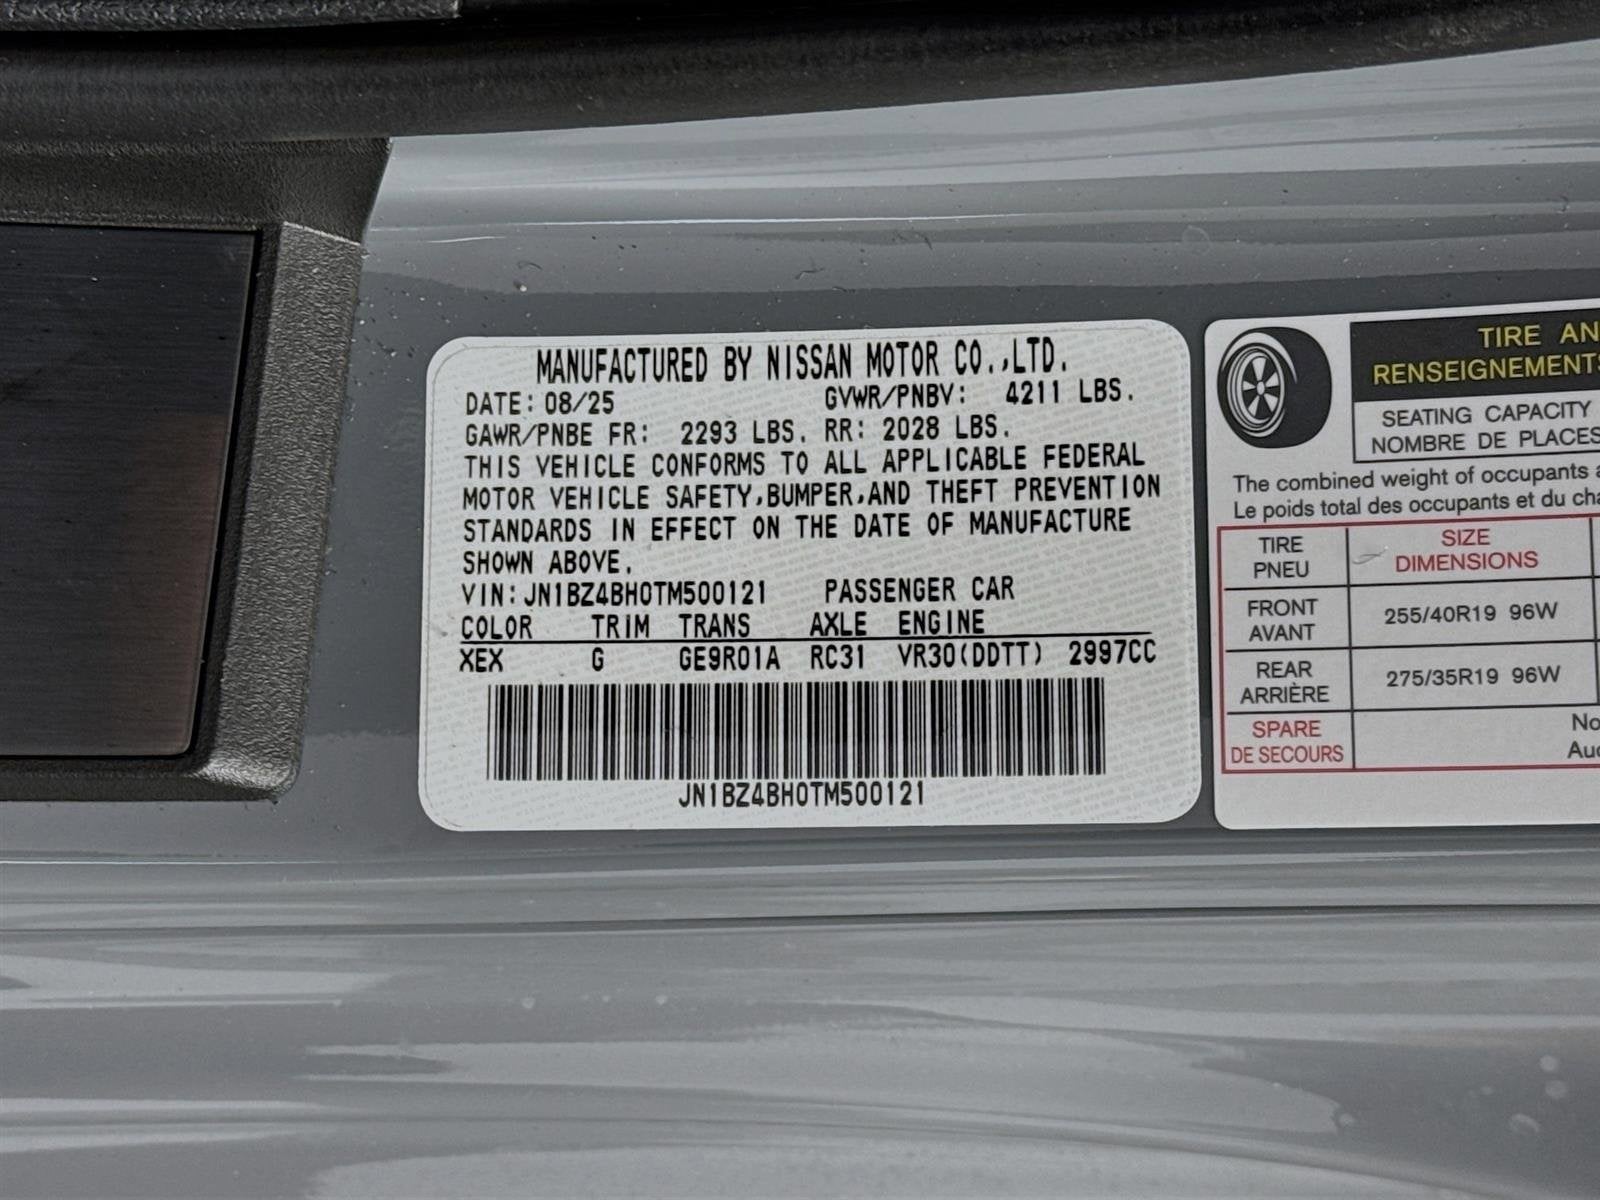 MANUFACTURED BY NISSAN MOTOR CO.,LTD.
DATE: 08/25 GVWR/PNBV: 4211 LBS.
GAWR/PNBE FR: 2293 LBS. RR: 2028 LBS.
THIS VEHICLE CONFORMS TO ALL APPLICABLE FEDERAL
MOTOR VEHICLE SAFETY,BUMPER,AND THEFT PREVENTION
STANDARDS IN EFFECT ON THE DATE OF MANUFACTURE
SHOWN ABOVE.
VIN: JN1BZ4BH0TM500121 PASSENGER CAR
COLOR TRIM TRANS AXLE ENGINE
XEX G GE9R01A RC31 VR30(DDTT) 2997CC
JN1BZ4BH0TM500121
TIRE AN
RENSEIGNEMENTS
SEATING CAPACITY
NOMBRE DE PLACES
The combined weight of occupants a
Le poids total des occupants et du cha
TIRE SIZE
PNEU DIMENSIONS
FRONT
AVANT 255/40R19 96W
REAR
ARRIÈRE 275/35R19 96W
SPARE No
DE SECOURS Auc